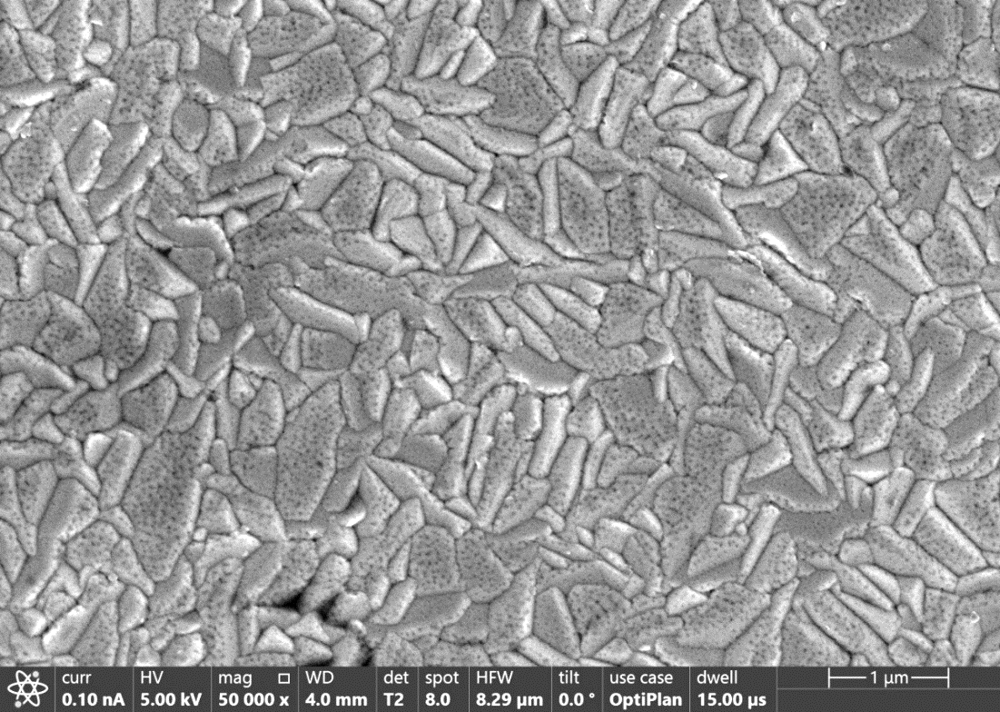 curr HV mag WD det spot HFW tilt use case dwell 1 µm
0.10 nA 5.00 kV 50 000 x 4.0 mm T2 8.0 8.29 µm 0.0 ° OptiPlan 15.00 µs